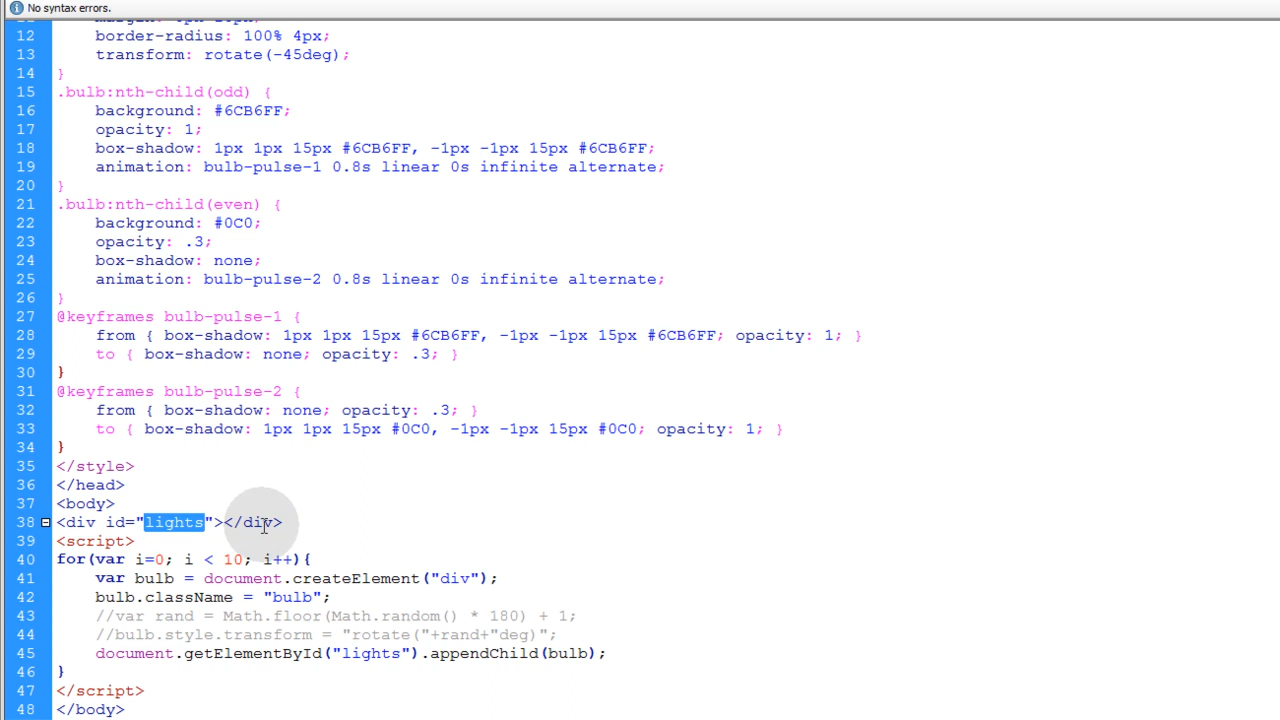 No syntax errors.
12 border-radius: 100% 4px;
13 transform: rotate(-45deg);
14 }
15 .bulb:nth-child(odd) {
16 background: #6CB6FF;
17 opacity: 1;
18 box-shadow: 1px 1px 15px #6CB6FF, -1px -1px 15px #6CB6FF;
19 animation: bulb-pulse-1 0.8s linear 0s infinite alternate;
20 }
21 .bulb:nth-child(even) {
22 background: #0C0;
23 opacity: .3;
24 box-shadow: none;
25 animation: bulb-pulse-2 0.8s linear 0s infinite alternate;
26 }
27 @keyframes bulb-pulse-1 {
28 from { box-shadow: 1px 1px 15px #6CB6FF, -1px -1px 15px #6CB6FF; opacity: 1; }
29 to { box-shadow: none; opacity: .3; }
30 }
31 @keyframes bulb-pulse-2 {
32 from { box-shadow: none; opacity: .3; }
33 to { box-shadow: 1px 1px 15px #0C0, -1px -1px 15px #0C0; opacity: 1; }
34 }
35 </style>
36 </head>
37 <body>
38 <div id="lights"></div>
39 <script>
40 for(var i=0; i < 10; i++){
41 var bulb = document.createElement("div");
42 bulb.className = "bulb";
43 //var rand = Math.floor(Math.random() * 180) + 1;
44 //bulb.style.transform = "rotate("+rand+"deg)";
45 document.getElementById("lights").appendChild(bulb);
46 }
47 </script>
48 </body>